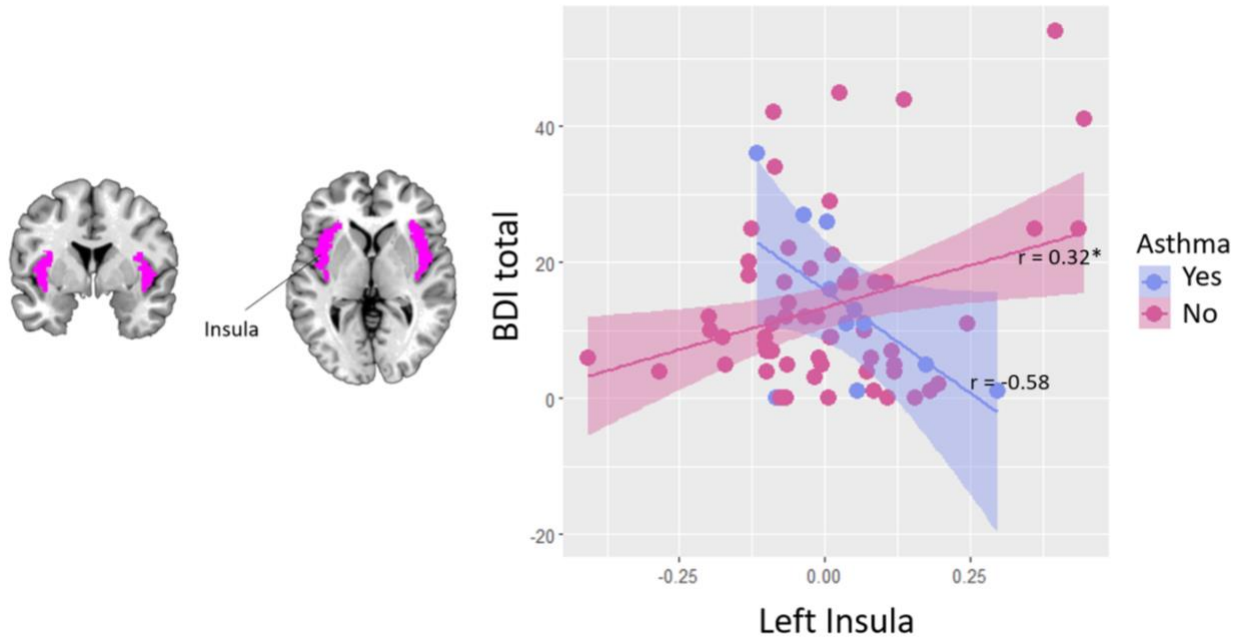 Insula
BDI total
40
20
0
-20
-0.25
0.00
0.25
Left Insula
r = 0.32*
r = -0.58
Asthma
Yes
No